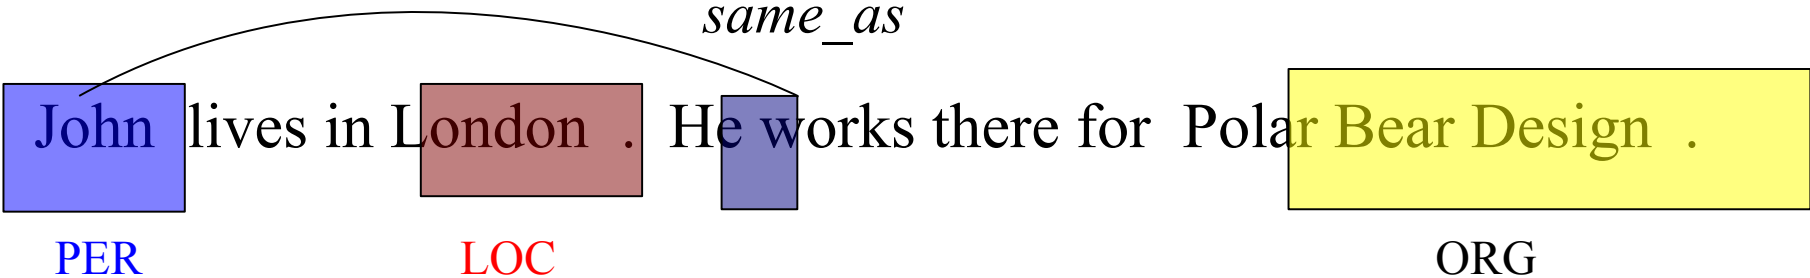 same_as
John lives in London . He works there for Polar Bear Design .
PER LOC ORG